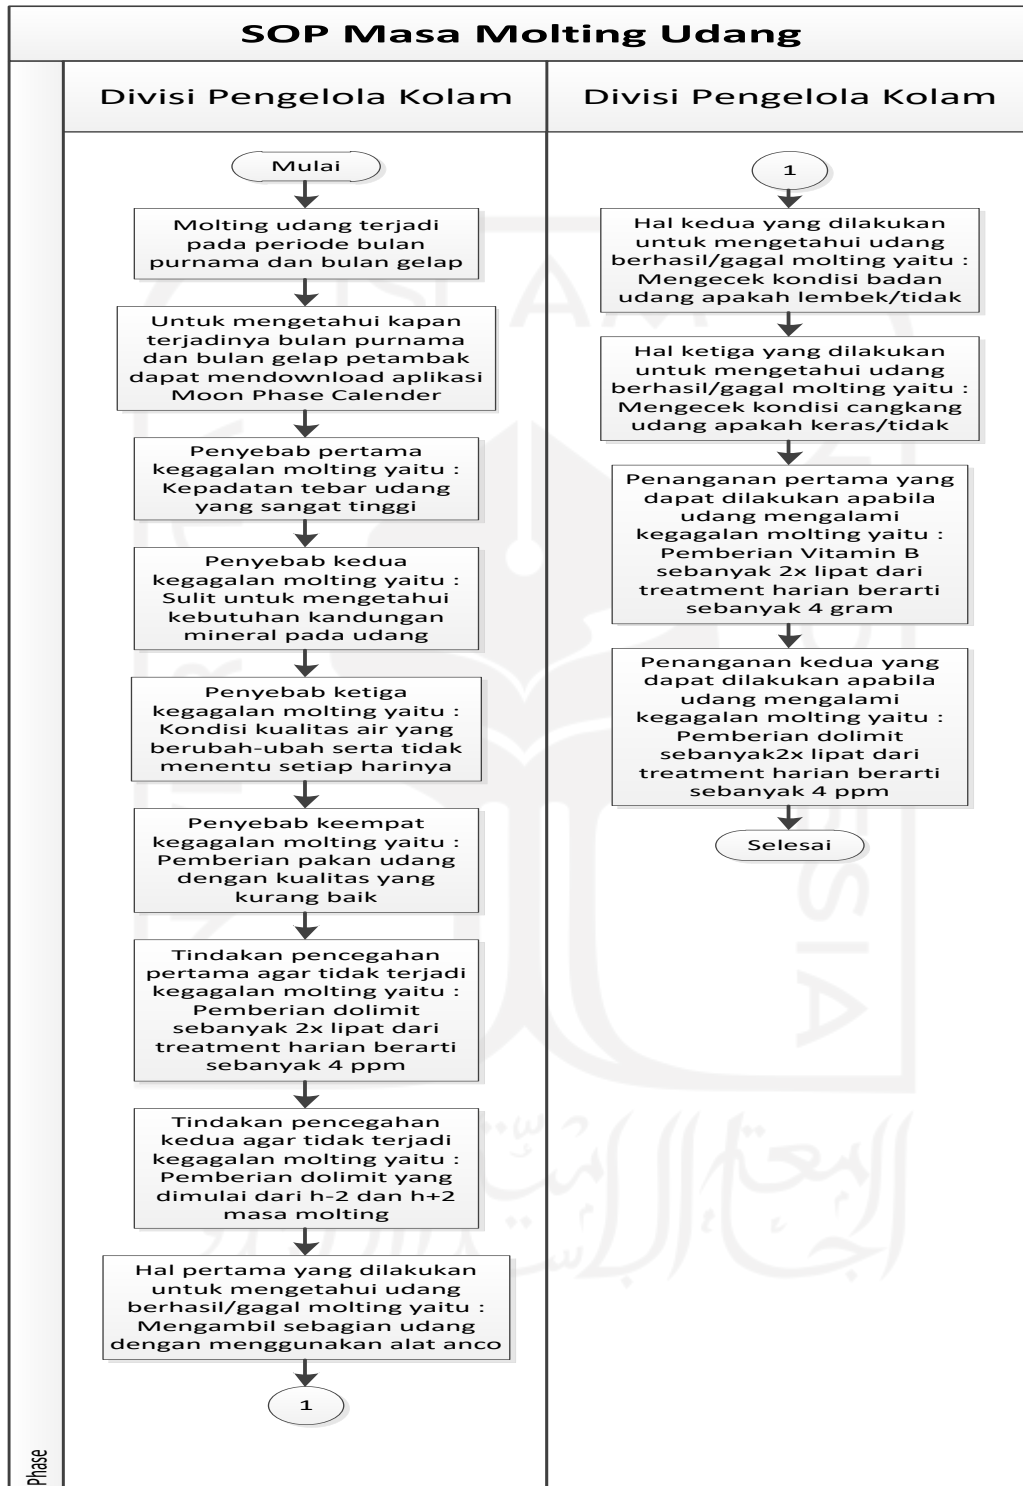 SOP Masa Molting Udang
Divisi Pengelola Kolam
Mulai
Molting udang terjadi
pada periode bulan
purnama dan bulan gelap
Untuk mengetahui kapan
terjadinya bulan purnama
dan bulan gelap petambak
dapat mendownload aplikasi
Moon Phase Calender
Penyebab pertama
kegagalan molting yaitu :
Kepadatan tebar udang
yang sangat tinggi
Penyebab kedua
kegagalan molting yaitu :
Sulit untuk mengetahui
kebutuhan kandungan
mineral pada udang
Penyebab ketiga
kegagalan molting yaitu :
Kondisi kualitas air yang
berubah-ubah serta tidak
menentu setiap harinya
Penyebab keempat
kegagalan molting yaitu :
Pemberian pakan udang
dengan kualitas yang
kurang baik
Tindakan pencegahan
pertama agar tidak terjadi
kegagalan molting yaitu :
Pemberian dolimit
sebanyak 2x lipat dari
treatment harian berarti
sebanyak 4 ppm
Tindakan pencegahan
kedua agar tidak terjadi
kegagalan molting yaitu :
Pemberian dolimit yang
dimulai dari h-2 dan h+2
masa molting
Hal pertama yang dilakukan
untuk mengetahui udang
berhasil/gagal molting yaitu :
Mengambil sebagian udang
dengan menggunakan alat anco
1
Divisi Pengelola Kolam
1
Hal kedua yang dilakukan
untuk mengetahui udang
berhasil/gagal molting yaitu :
Mengecek kondisi badan
udang apakah lembek/tidak
Hal ketiga yang dilakukan
untuk mengetahui udang
berhasil/gagal molting yaitu :
Mengecek kondisi cangkang
udang apakah keras/tidak
Penanganan pertama yang
dapat dilakukan apabila
udang mengalami
kegagalan molting yaitu :
Pemberian Vitamin B
sebanyak 2x lipat dari
treatment harian berarti
sebanyak 4 gram
Penanganan kedua yang
dapat dilakukan apabila
udang mengalami
kegagalan molting yaitu :
Pemberian dolimit
sebanyak2x lipat dari
treatment harian berarti
sebanyak 4 ppm
Selesai
Phase